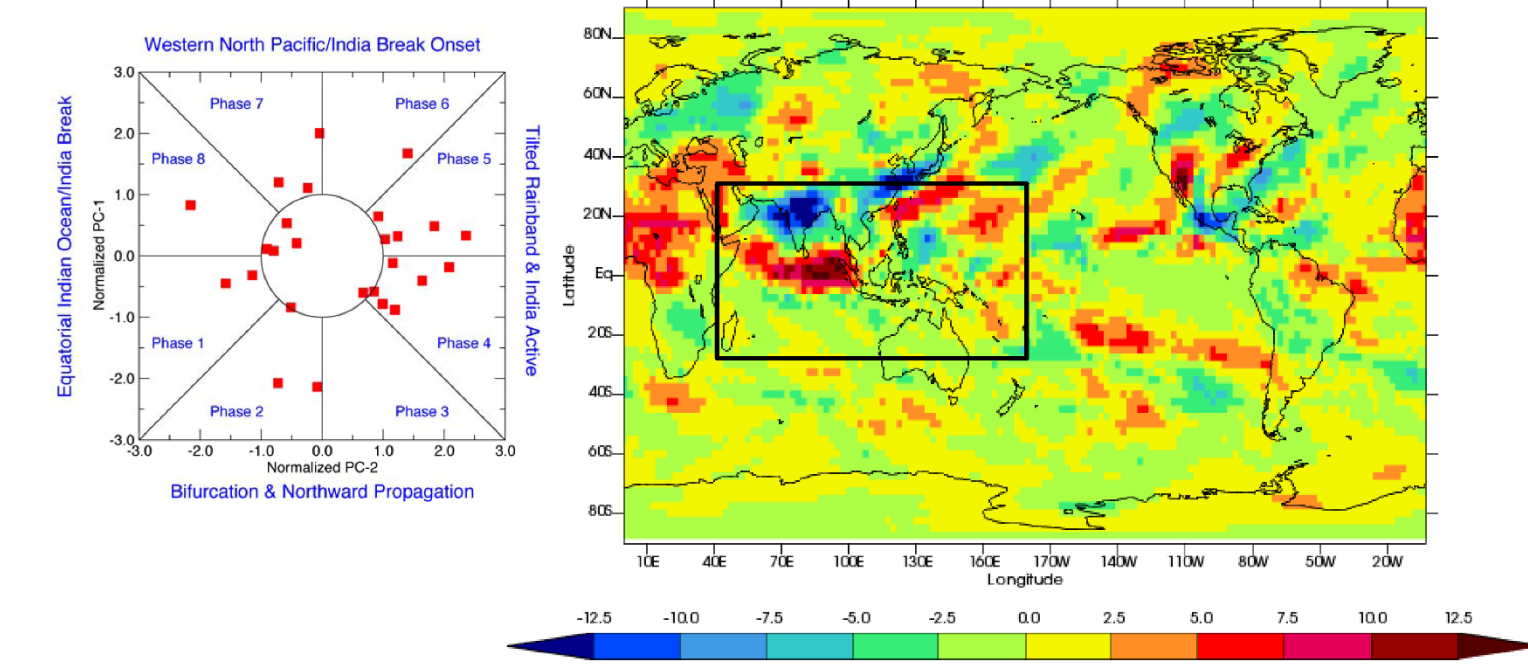 Western North Pacific/India Break Onset
Equatorial Indian Ocean/India Break
Normalized PC-1
3.0
2.0
1.0
0.0
-1.0
-2.0
-3.0
Phase 7
Phase 6
Phase 8
Phase 5
Phase 1
Phase 4
Phase 2
Phase 3
-3.0 -2.0 -1.0 0.0 1.0 2.0 3.0
Normalized PC-2
Bifurcation & Northward Propagation
Tilted Rainband & India Active
Latitude
80N
60N
40N
20N
Eq
20S
40S
60S
80S
10E 40E 70E 100E 130E 160E 170W 140W 110W 80W 50W 20W
Longitude
-12.5 -10.0 -7.5 -5.0 -2.5 0.0 2.5 5.0 7.5 10.0 12.5